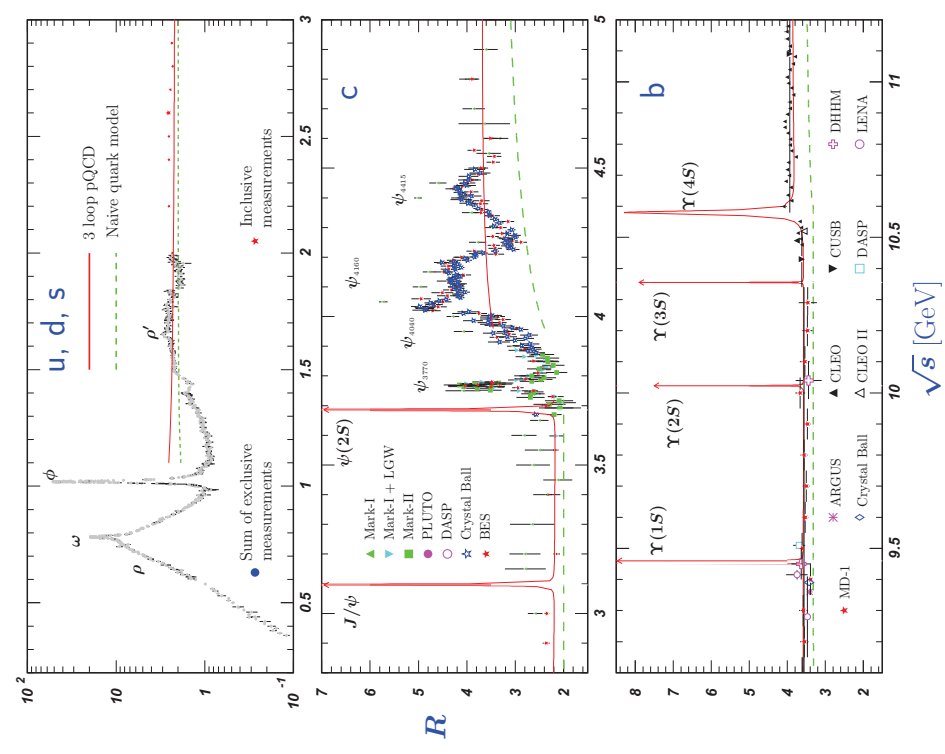 u, d, s
3 loop pQCD
Naive quark model
Sum of exclusive
measurements
Inclusive
measurements
ρ
ω
ϕ
ρ′
10²
10
1
10⁻¹
0.5 1 1.5 2 2.5 3
R
c
J/ψ
ψ(2S)
ψ₃₇₇₀
ψ₄₀₄₀
ψ₄₁₆₀
ψ₄₄₁₅
Mark-I
Mark-I + LGW
Mark-II
PLUTO
DASP
Crystal Ball
BES
7
6
5
4
3
2
3 3.5 4 4.5 5
b
ϒ(1S)
ϒ(2S)
ϒ(3S)
ϒ(4S)
MD-1
ARGUS
CLEO
CUSB
DHHM
Crystal Ball
CLEO II
DASP
LENA
8
7
6
5
4
3
2
9.5 10 10.5 11
√s [GeV]